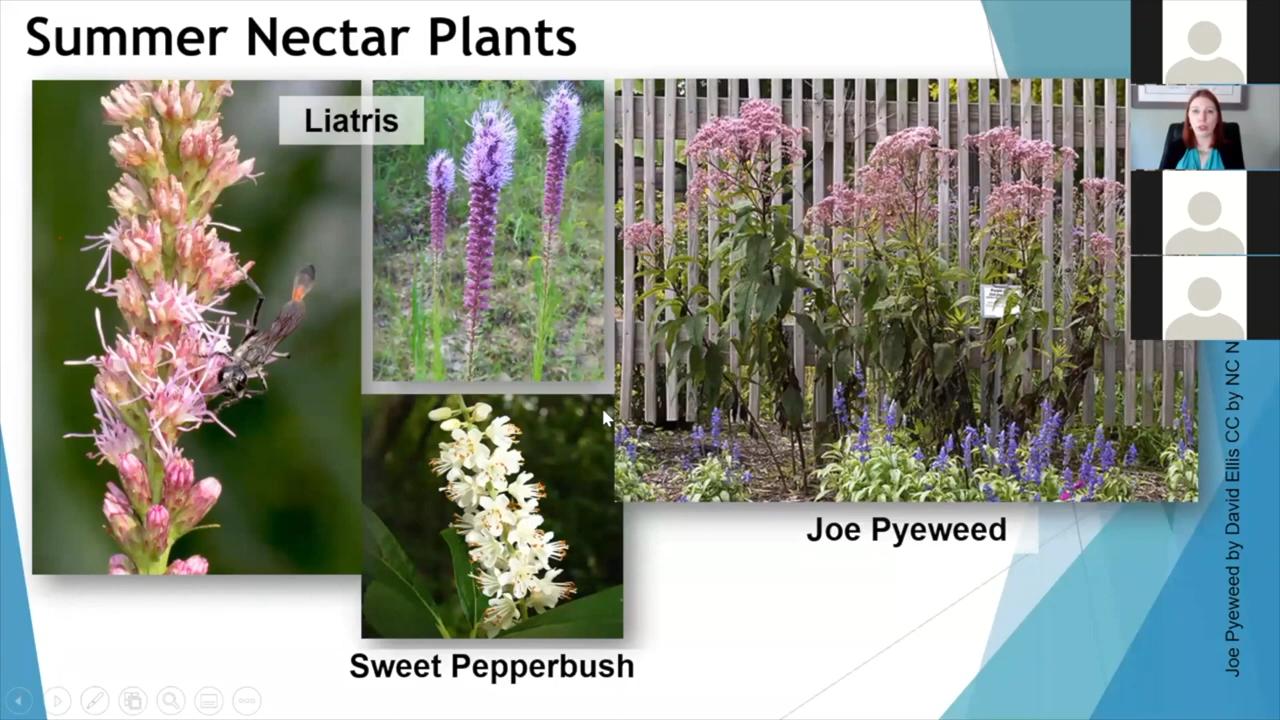 Summer Nectar Plants
Liatris
Joe Pyeweed
Sweet Pepperbush
Joe Pyeweed by David Ellis CC by NC N